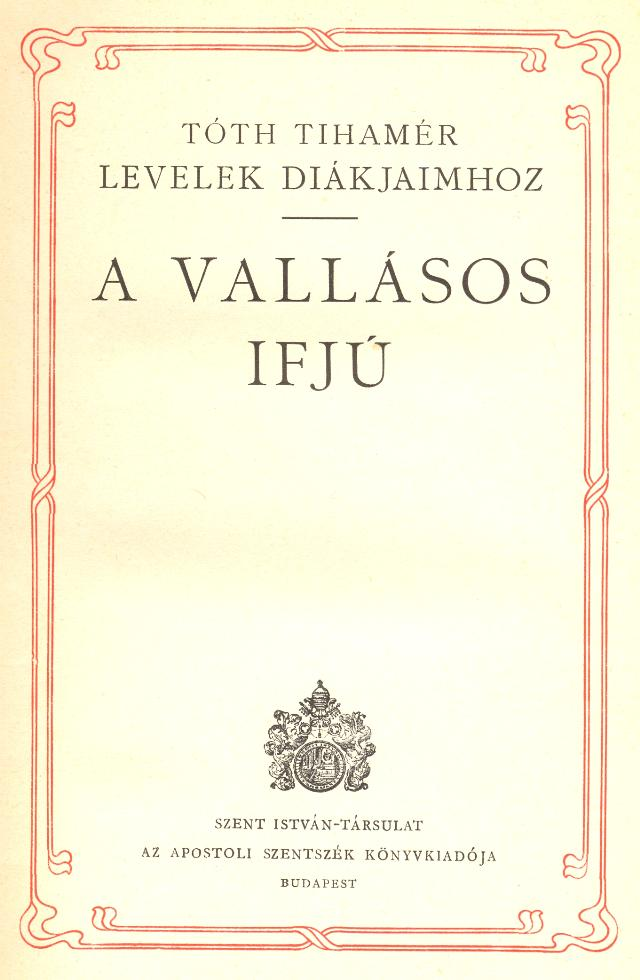 TÓTH TIHAMÉR
LEVELEK DIÁKJAIMHOZ
A VALLÁSOS
IFJÚ
SZENT ISTVÁN-TÁRSULAT
AZ APOSTOLI SZENTSZÉK KÖNYVKIADÓJA
BUDAPEST